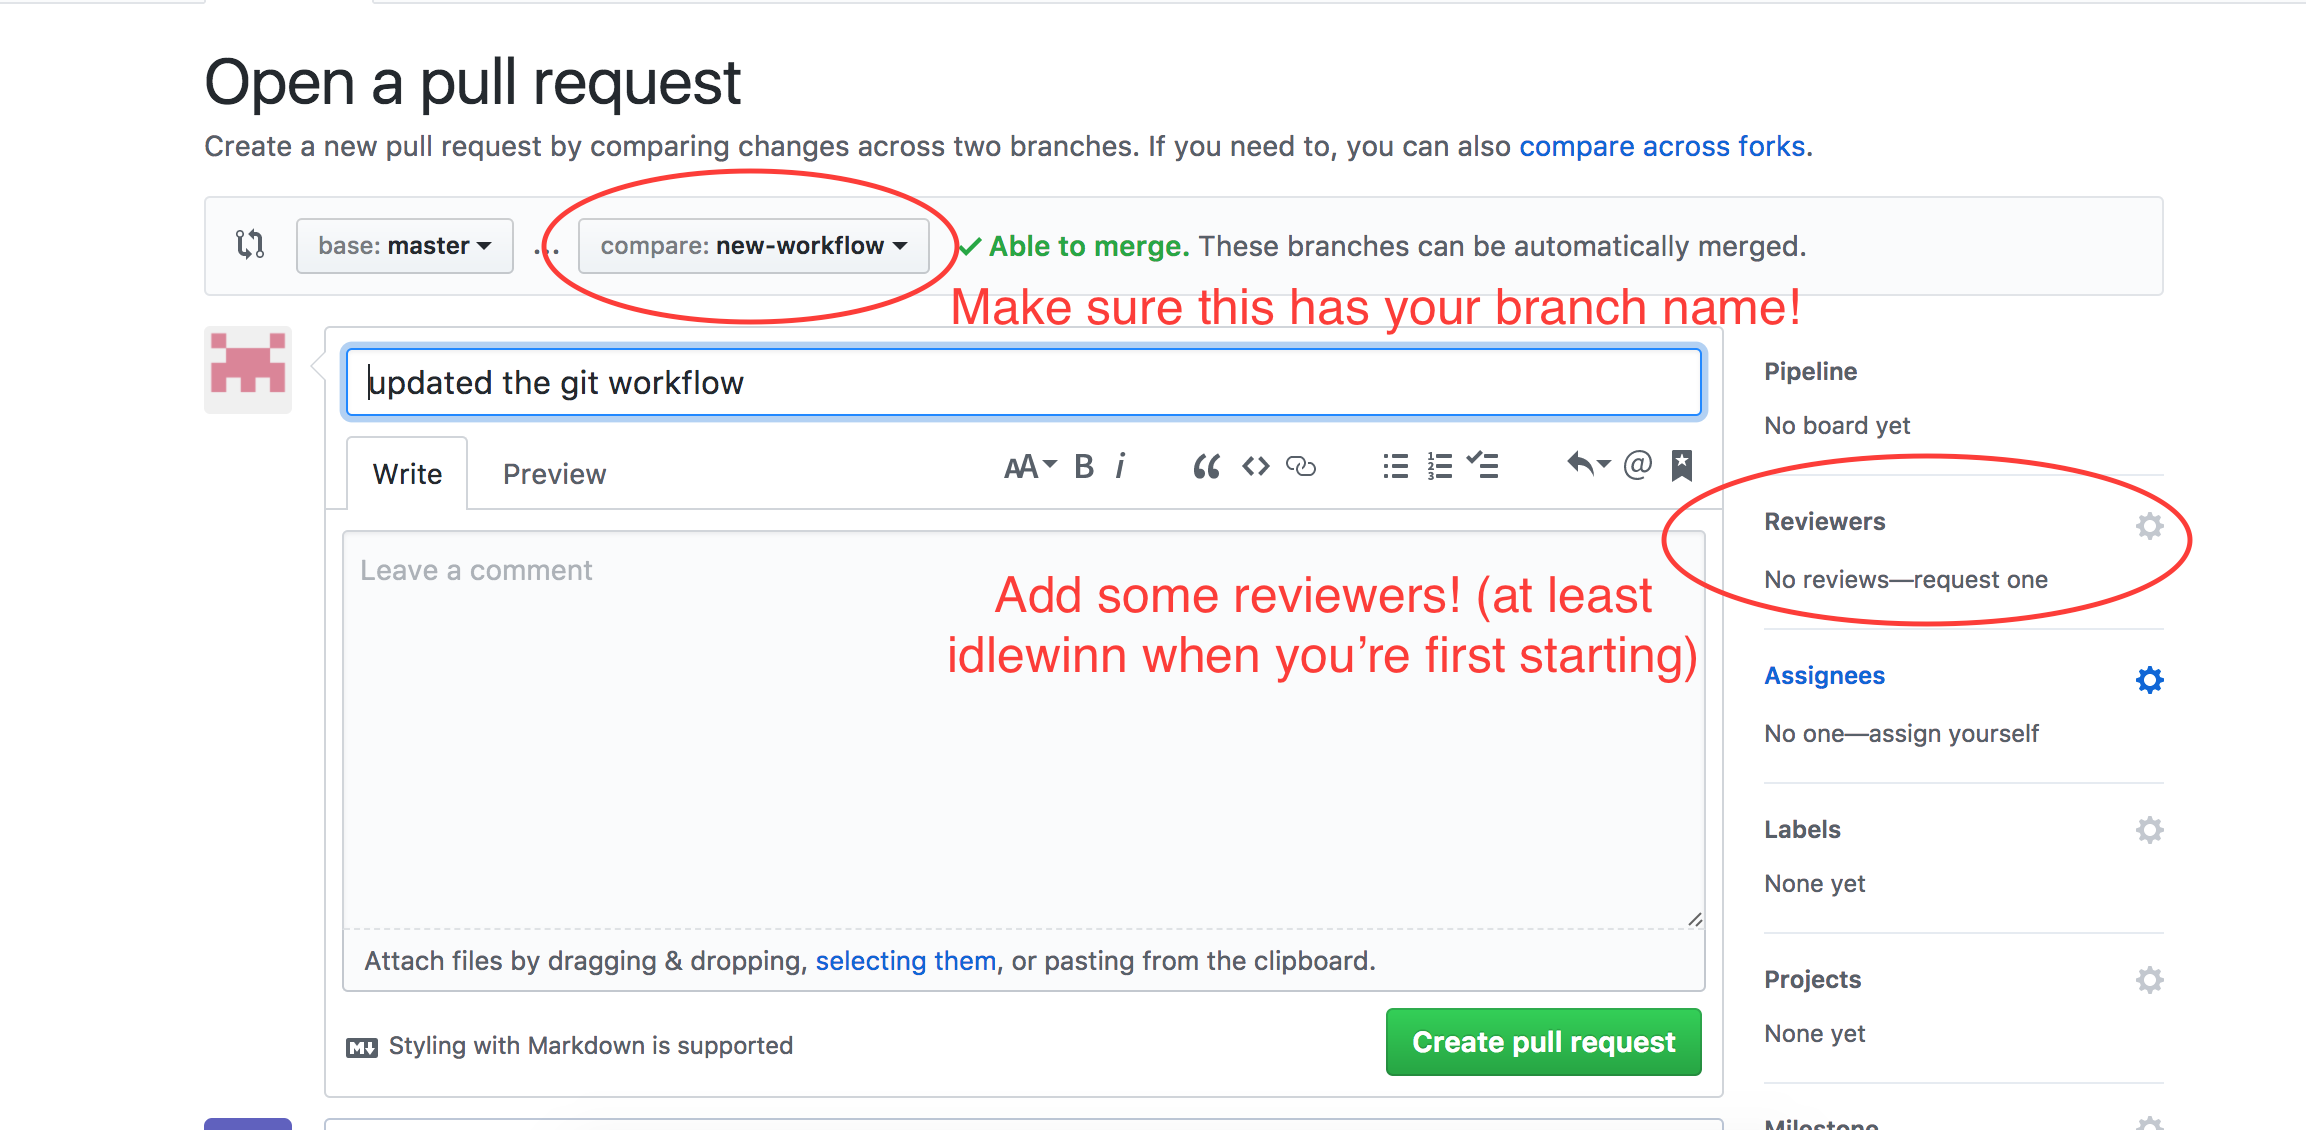 Open a pull request
Create a new pull request by comparing changes across two branches. If you need to, you can also compare across forks.
base: master ... compare: new-workflow ✓ Able to merge. These branches can be automatically merged.
Make sure this has your branch name!
updated the git workflow
Write Preview AA B i
Leave a comment
Add some reviewers! (at least
idlewinn when you’re first starting)
Attach files by dragging & dropping, selecting them, or pasting from the clipboard.
M Styling with Markdown is supported
Create pull request
Pipeline
No board yet
Reviewers
No reviews—request one
Assignees
No one—assign yourself
Labels
None yet
Projects
None yet
Milestone